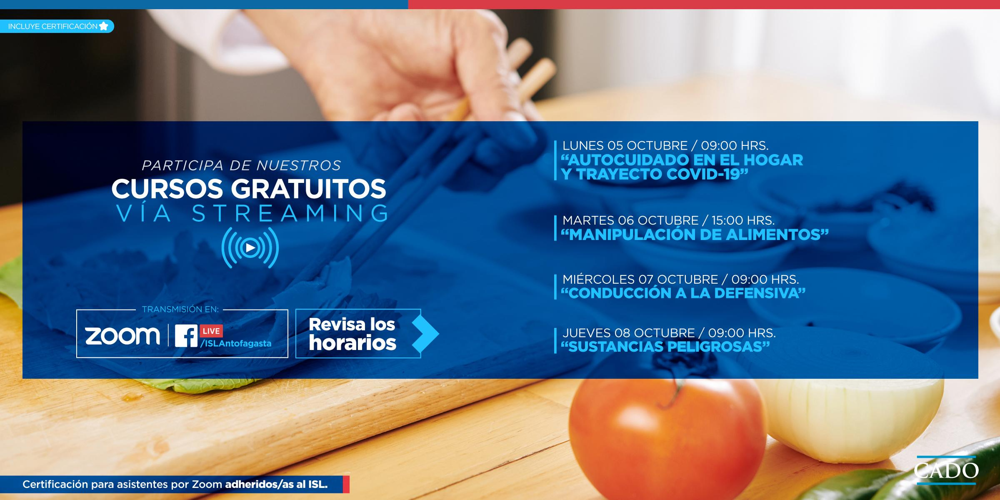 INCLUYE CERTIFICACIÓN
PARTICIPA DE NUESTROS
CURSOS GRATUITOS
VÍA STREAMING
TRANSMISIÓN EN:
zoom
f LIVE
/ISLAntofagasta
Revisa los
horarios
LUNES 05 OCTUBRE / 09:00 HRS.
“AUTOCUIDADO EN EL HOGAR
Y TRAYECTO COVID-19”
MARTES 06 OCTUBRE / 15:00 HRS.
“MANIPULACIÓN DE ALIMENTOS”
MIÉRCOLES 07 OCTUBRE / 09:00 HRS.
“CONDUCCIÓN A LA DEFENSIVA”
JUEVES 08 OCTUBRE / 09:00 HRS.
“SUSTANCIAS PELIGROSAS”
Certificación para asistentes por Zoom adheridos/as al ISL.
CADO